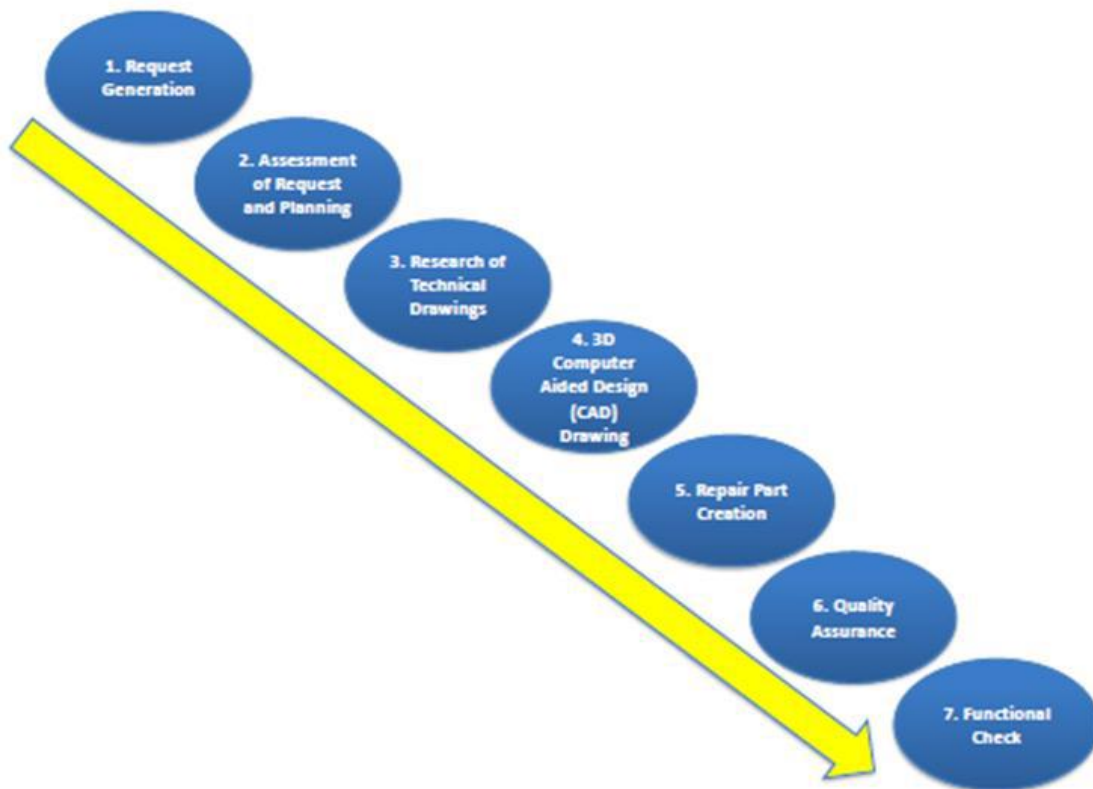 1. Request
Generation
2. Assessment
of Request
and Planning
3. Research of
Technical
Drawings
4. 3D
Computer
Aided Design
(CAD)
Drawing
5. Repair Part
Creation
6. Quality
Assurance
7. Functional
Check